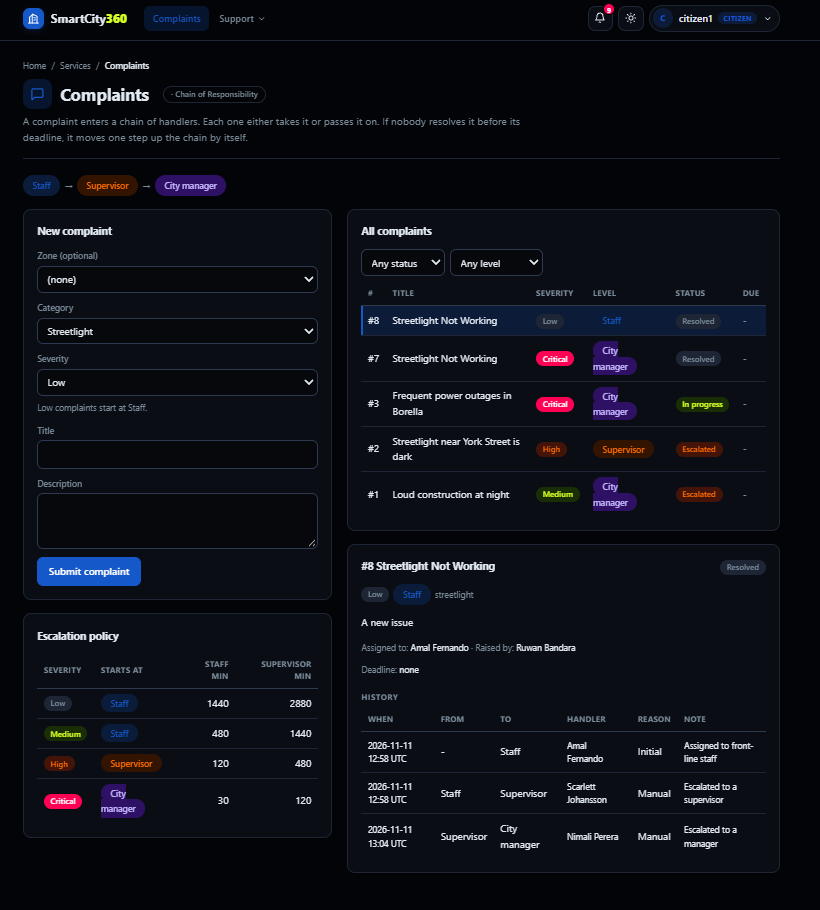 SmartCity360
Complaints
Support
9
C
citizen1
CITIZEN
Home / Services / Complaints
Complaints
· Chain of Responsibility
A complaint enters a chain of handlers. Each one either takes it or passes it on. If nobody resolves it before its
deadline, it moves one step up the chain by itself.
Staff → Supervisor → City manager
New complaint
Zone (optional)
(none)
Category
Streetlight
Severity
Low
Low complaints start at Staff.
Title
Description
Submit complaint
Escalation policy
SEVERITY STARTS AT STAFF MIN SUPERVISOR MIN
Low Staff 1440 2880
Medium Staff 480 1440
High Supervisor 120 480
Critical City manager 30 120
All complaints
Any status Any level
# TITLE SEVERITY LEVEL STATUS DUE
#8 Streetlight Not Working Low Staff Resolved -
#7 Streetlight Not Working Critical City manager Resolved -
#3 Frequent power outages in Borella Critical City manager In progress -
#2 Streetlight near York Street is dark High Supervisor Escalated -
#1 Loud construction at night Medium City manager Escalated -
#8 Streetlight Not Working
Resolved
Low Staff streetlight
A new issue
Assigned to: Amal Fernando · Raised by: Ruwan Bandara
Deadline: none
HISTORY
WHEN FROM TO HANDLER REASON NOTE
2026-11-11 12:58 UTC - Staff Amal Fernando Initial Assigned to front-line staff
2026-11-11 12:58 UTC Staff Supervisor Scarlett Johansson Manual Escalated to a supervisor
2026-11-11 13:04 UTC Supervisor City manager Nimali Perera Manual Escalated to a manager